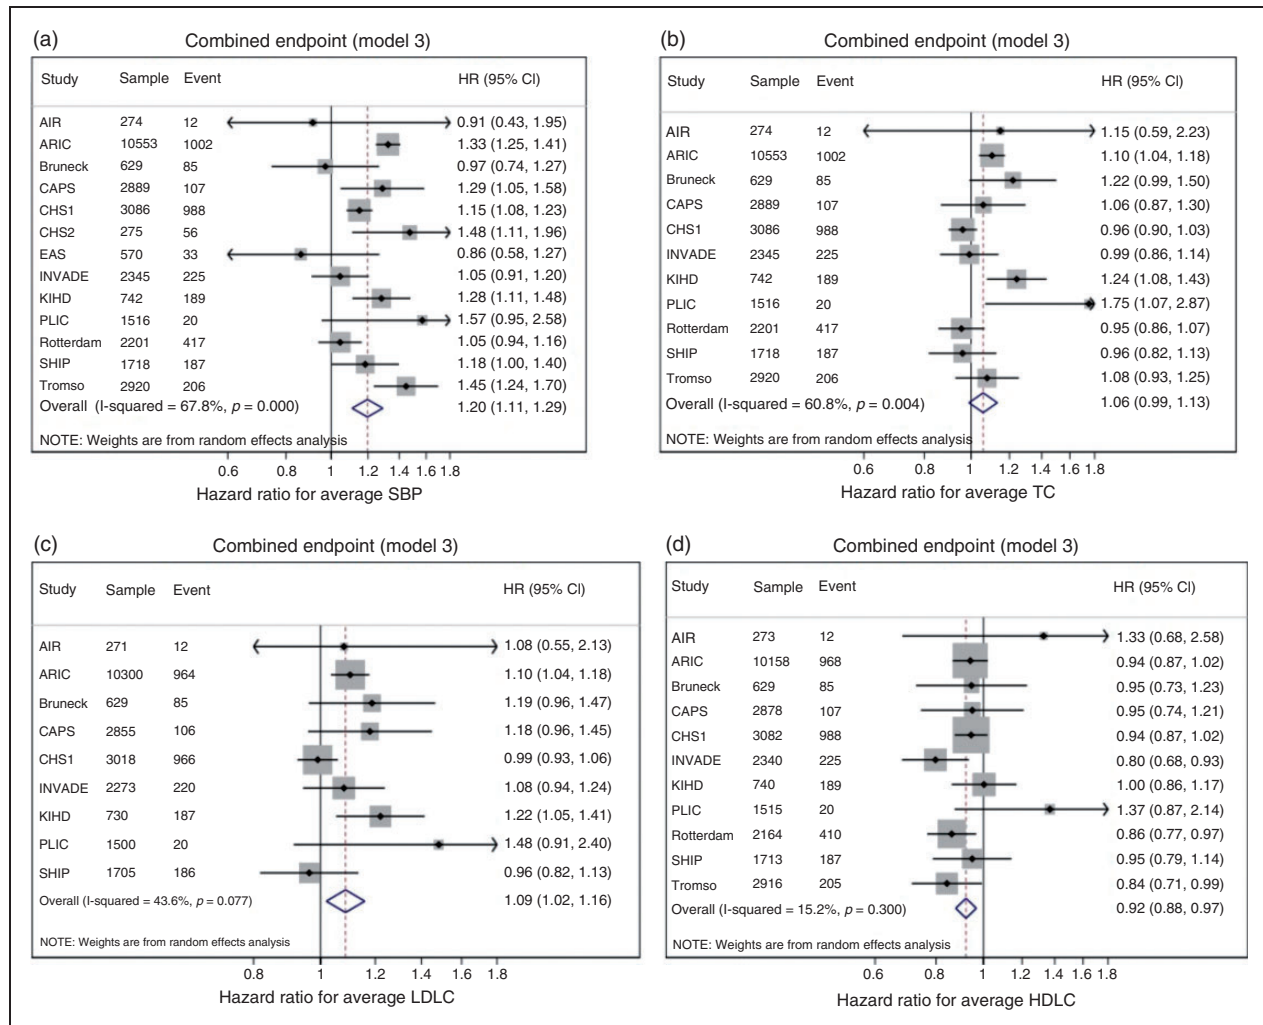 (a)
Combined endpoint (model 3)
Study Sample Event HR (95% CI)
AIR 274 12 0.91 (0.43, 1.95)
ARIC 10553 1002 1.33 (1.25, 1.41)
Bruneck 629 85 0.97 (0.74, 1.27)
CAPS 2889 107 1.29 (1.05, 1.58)
CHS1 3086 988 1.15 (1.08, 1.23)
CHS2 275 56 1.48 (1.11, 1.96)
EAS 570 33 0.86 (0.58, 1.27)
INVADE 2345 225 1.05 (0.91, 1.20)
KIHD 742 189 1.28 (1.11, 1.48)
PLIC 1516 20 1.57 (0.95, 2.58)
Rotterdam 2201 417 1.05 (0.94, 1.16)
SHIP 1718 187 1.18 (1.00, 1.40)
Tromso 2920 206 1.45 (1.24, 1.70)
Overall (I-squared = 67.8%, p = 0.000) 1.20 (1.11, 1.29)
NOTE: Weights are from random effects analysis
0.6 0.8 1 1.2 1.4 1.6 1.8
Hazard ratio for average SBP
(b)
Combined endpoint (model 3)
Study Sample Event HR (95% CI)
AIR 274 12 1.15 (0.59, 2.23)
ARIC 10553 1002 1.10 (1.04, 1.18)
Bruneck 629 85 1.22 (0.99, 1.50)
CAPS 2889 107 1.06 (0.87, 1.30)
CHS1 3086 988 0.96 (0.90, 1.03)
INVADE 2345 225 0.99 (0.86, 1.14)
KIHD 742 189 1.24 (1.08, 1.43)
PLIC 1516 20 1.75 (1.07, 2.87)
Rotterdam 2201 417 0.95 (0.86, 1.07)
SHIP 1718 187 0.96 (0.82, 1.13)
Tromso 2920 206 1.08 (0.93, 1.25)
Overall (I-squared = 60.8%, p = 0.004) 1.06 (0.99, 1.13)
NOTE: Weights are from random effects analysis
0.6 0.8 1 1.2 1.4 1.6 1.8
Hazard ratio for average TC
(c)
Combined endpoint (model 3)
Study Sample Event HR (95% CI)
AIR 271 12 1.08 (0.55, 2.13)
ARIC 10300 964 1.10 (1.04, 1.18)
Bruneck 629 85 1.19 (0.96, 1.47)
CAPS 2855 106 1.18 (0.96, 1.45)
CHS1 3018 966 0.99 (0.93, 1.06)
INVADE 2273 220 1.08 (0.94, 1.24)
KIHD 730 187 1.22 (1.05, 1.41)
PLIC 1500 20 1.48 (0.91, 2.40)
SHIP 1705 186 0.96 (0.82, 1.13)
Overall (I-squared = 43.6%, p = 0.077) 1.09 (1.02, 1.16)
NOTE: Weights are from random effects analysis
0.8 1 1.2 1.4 1.6 1.8
Hazard ratio for average LDLC
(d)
Combined endpoint (model 3)
Study Sample Event HR (95% CI)
AIR 273 12 1.33 (0.68, 2.58)
ARIC 10158 968 0.94 (0.87, 1.02)
Bruneck 629 85 0.95 (0.73, 1.23)
CAPS 2878 107 0.95 (0.74, 1.21)
CHS1 3082 988 0.94 (0.87, 1.02)
INVADE 2340 225 0.80 (0.68, 0.93)
KIHD 740 189 1.00 (0.86, 1.17)
PLIC 1515 20 1.37 (0.87, 2.14)
Rotterdam 2164 410 0.86 (0.77, 0.97)
SHIP 1713 187 0.95 (0.79, 1.14)
Tromso 2916 205 0.84 (0.71, 0.99)
Overall (I-squared = 15.2%, p = 0.300) 0.92 (0.88, 0.97)
NOTE: Weights are from random effects analysis
0.6 0.8 1 1.2 1.4 1.6 1.8
Hazard ratio for average HDLC